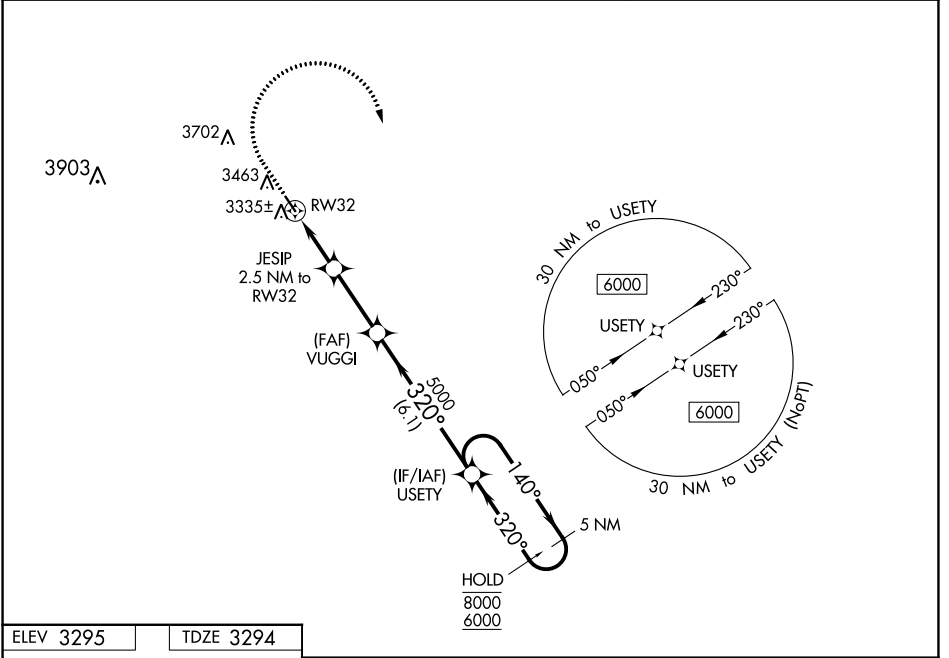 3702
3903
3463
3335±
RW32
JESIP
2.5 NM to
RW32
(FAF)
VUGGI
5000
320°
(6.1)
(IF/IAF)
USETY
140°
320°
5 NM
HOLD
8000
6000
30 NM to USETY
6000
230°
USETY
050°
230°
USETY
050°
6000
30 NM to USETY (NoPT)
ELEV 3295
TDZE 3294